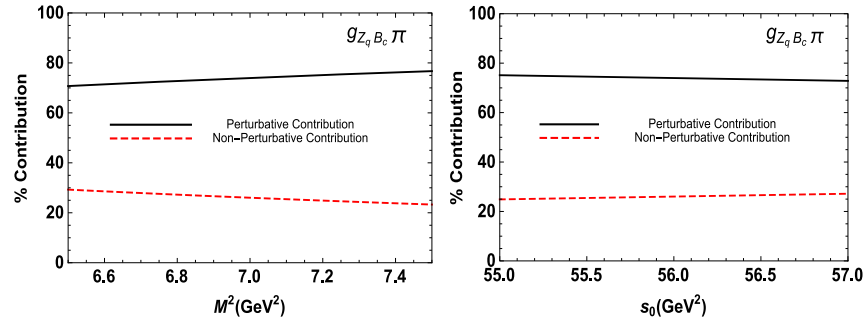 g_{Z_q B_c} π
% Contribution
100
80
60
40
20
0
Perturbative Contribution
Non-Perturbative Contribution
6.6 6.8 7.0 7.2 7.4
M²(GeV²)
g_{Z_q B_c} π
% Contribution
100
80
60
40
20
0
Perturbative Contribution
Non-Perturbative Contribution
55.0 55.5 56.0 56.5 57.0
s₀(GeV²)